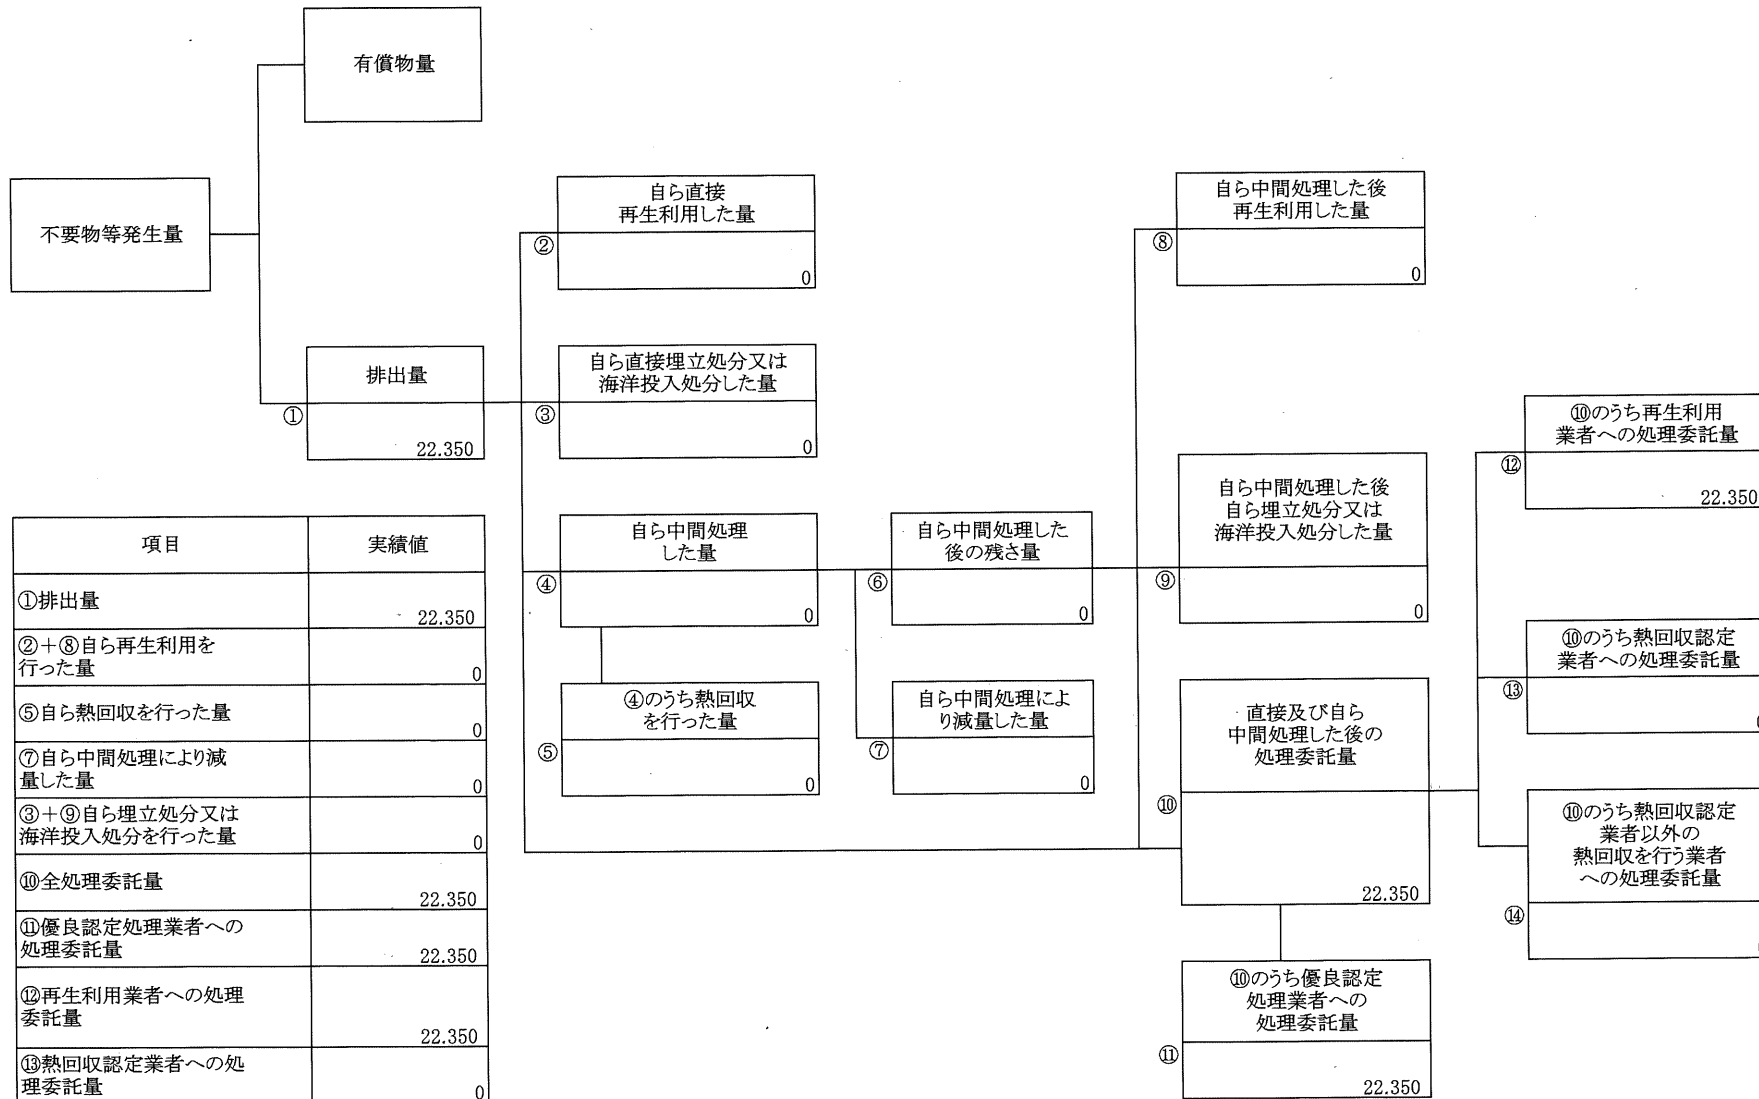 有償物量
不要物等発生量
自ら直接
再生利用した量
②
0
自ら中間処理した後
再生利用した量
⑧
0
排出量
①
22.350
自ら直接埋立処分又は
海洋投入処分した量
③
0
⑩のうち再生利用
業者への処理委託量
⑫
22.350
自ら中間処理
した量
④
0
自ら中間処理した
後の残さ量
⑥
0
自ら中間処理した後
自ら埋立処分又は
海洋投入処分した量
⑨
0
⑩のうち熱回収認定
業者への処理委託量
⑬
④のうち熱回収
を行った量
⑤
0
自ら中間処理によ
り減量した量
⑦
0
直接及び自ら
中間処理した後の
処理委託量
⑩
22.350
⑩のうち熱回収認定
業者以外の
熱回収を行う業者
への処理委託量
⑭
⑩のうち優良認定
処理業者への
処理委託量
⑪
22.350
項目 実績値
①排出量
22.350
②+⑧自ら再生利用を
行った量
0
⑤自ら熱回収を行った量
0
⑦自ら中間処理により減
量した量
0
③+⑨自ら埋立処分又は
海洋投入処分を行った量
0
⑩全処理委託量
22.350
⑪優良認定処理業者への
処理委託量
22.350
⑫再生利用業者への処理
委託量
22.350
⑬熱回収認定業者への処
理委託量
0